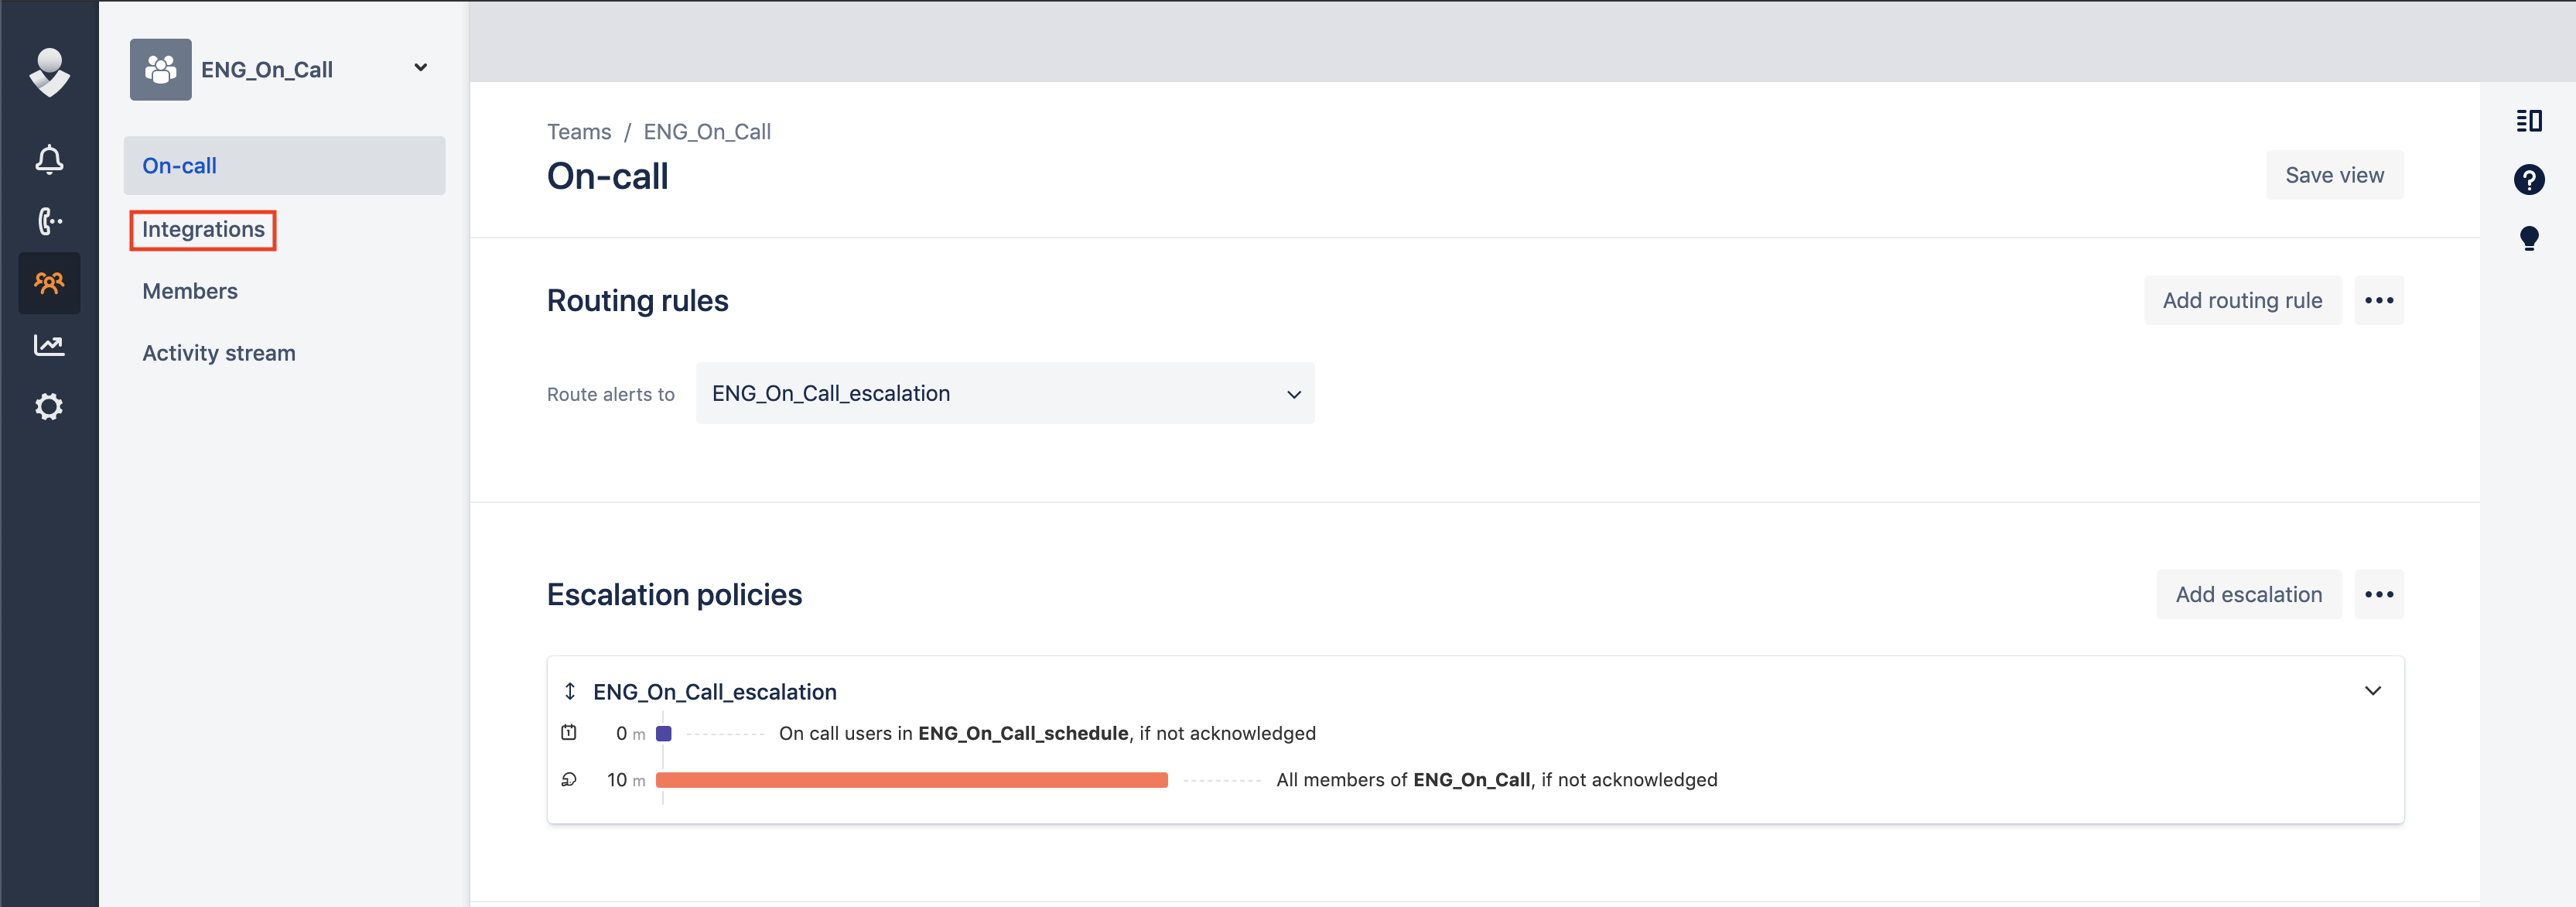 ENG_On_Call
On-call
Integrations
Members
Activity stream
Teams / ENG_On_Call
On-call
Save view
Routing rules
Add routing rule
Route alerts to
ENG_On_Call_escalation
Escalation policies
Add escalation
ENG_On_Call_escalation
0 m On call users in ENG_On_Call_schedule, if not acknowledged
10 m All members of ENG_On_Call, if not acknowledged